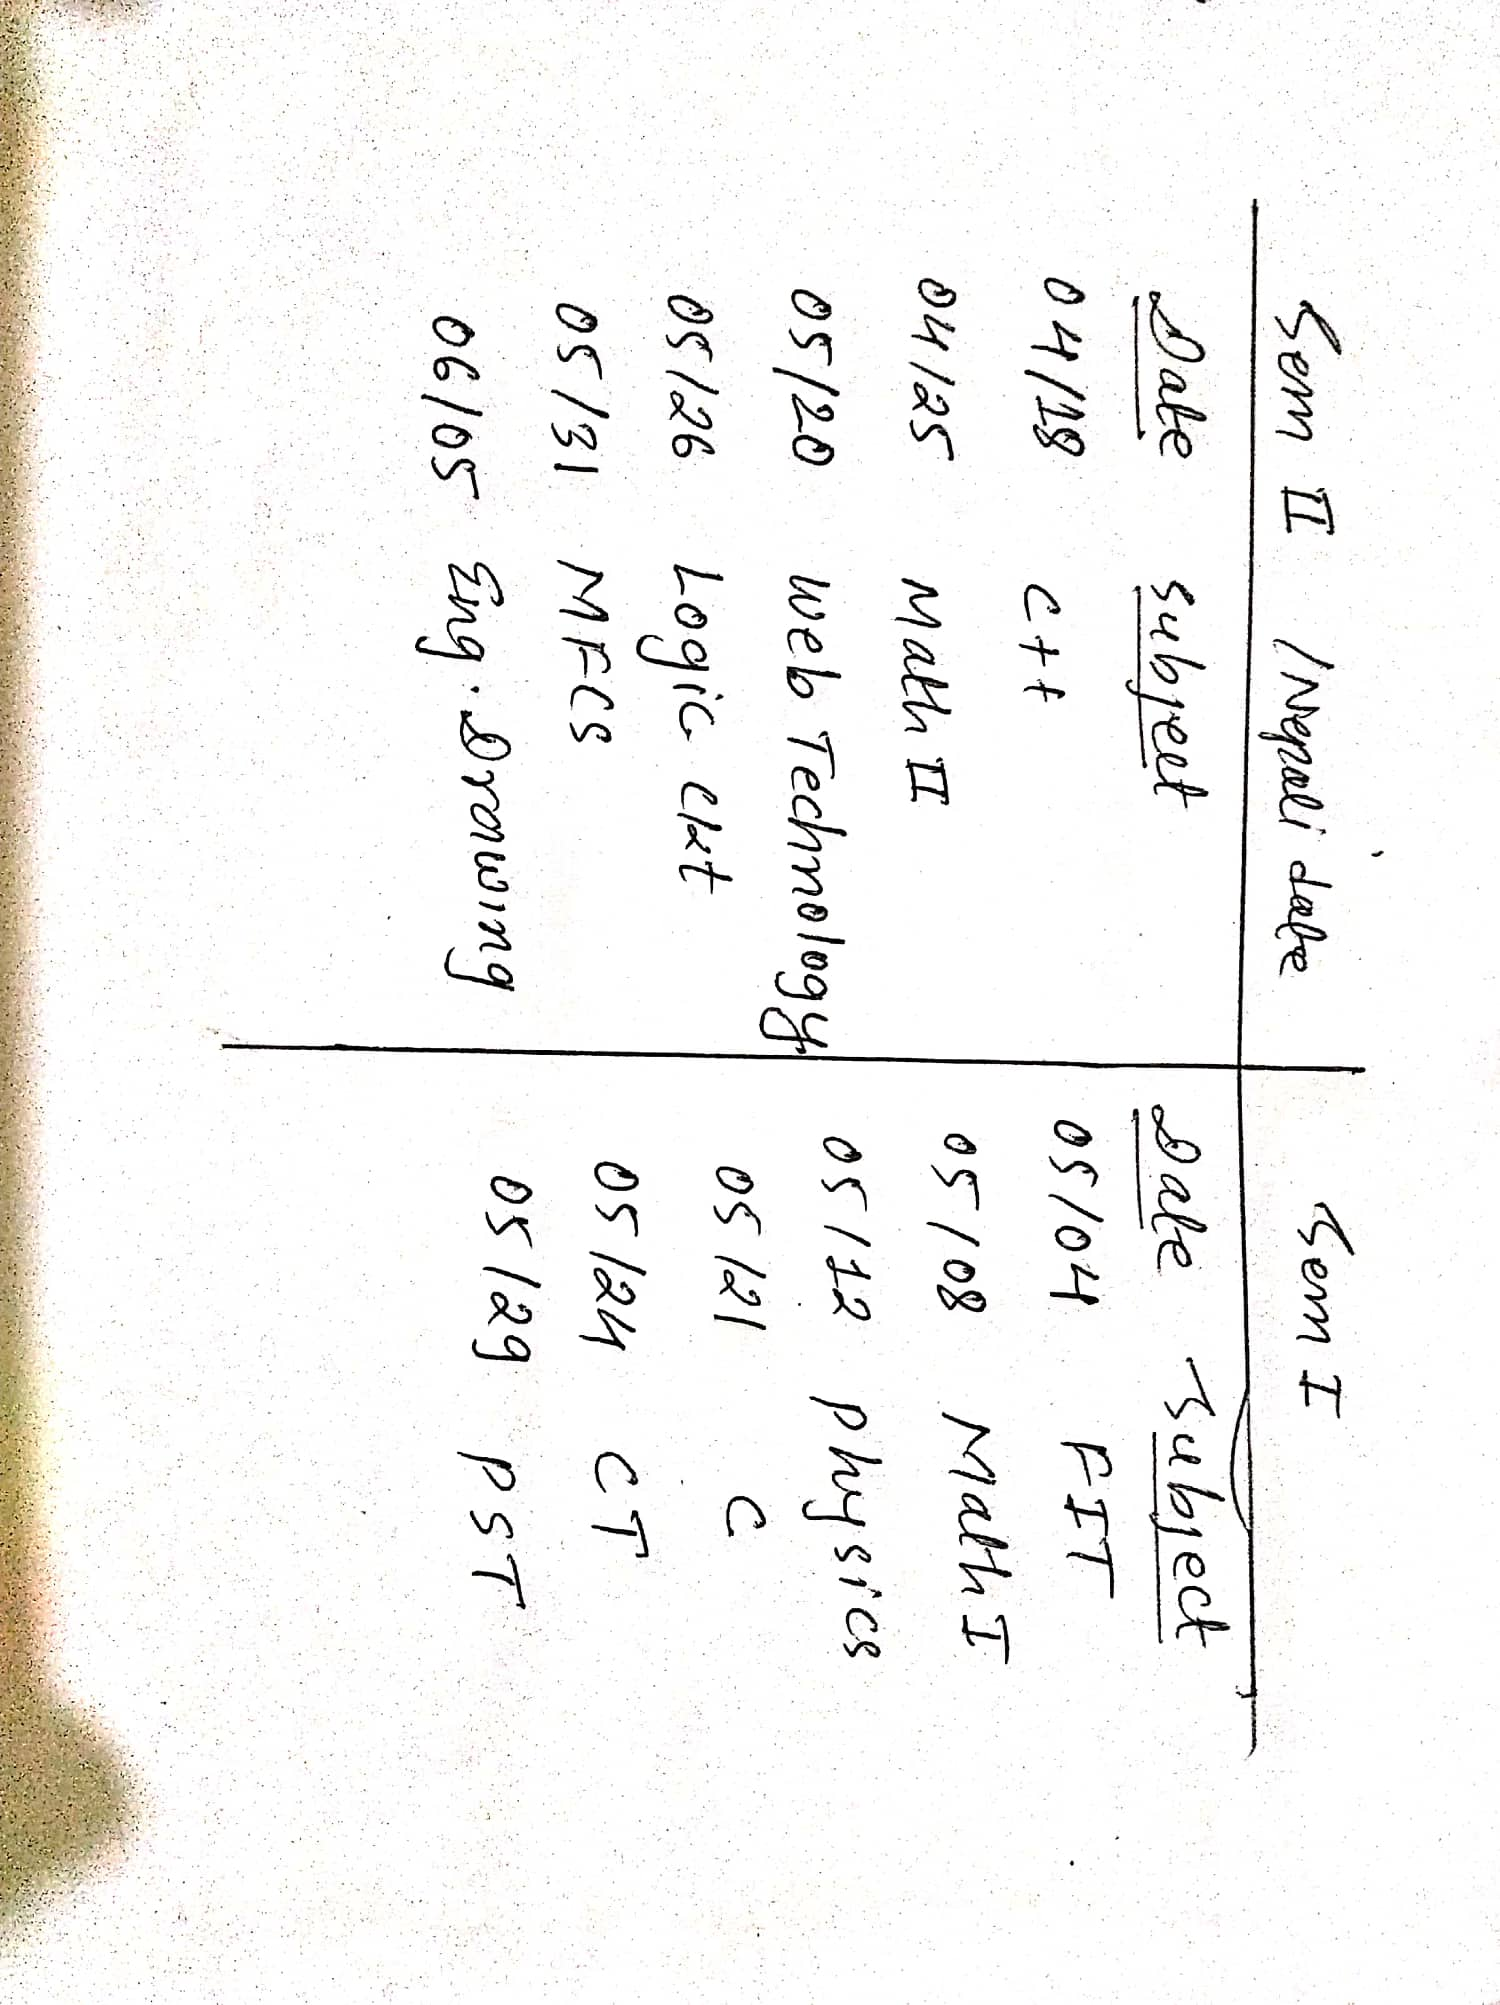 Sem II / Nepali date Sem I
Date Subject Date Subject
04/18 C++ 05/04 FIT
04/25 Math II 05/08 Math I
05/20 Web Technology 05/12 Physics
05/26 Logic Ckt 05/21 C
05/31 MFCS 05/24 CT
06/05 Eng. Drawing 05/29 PST